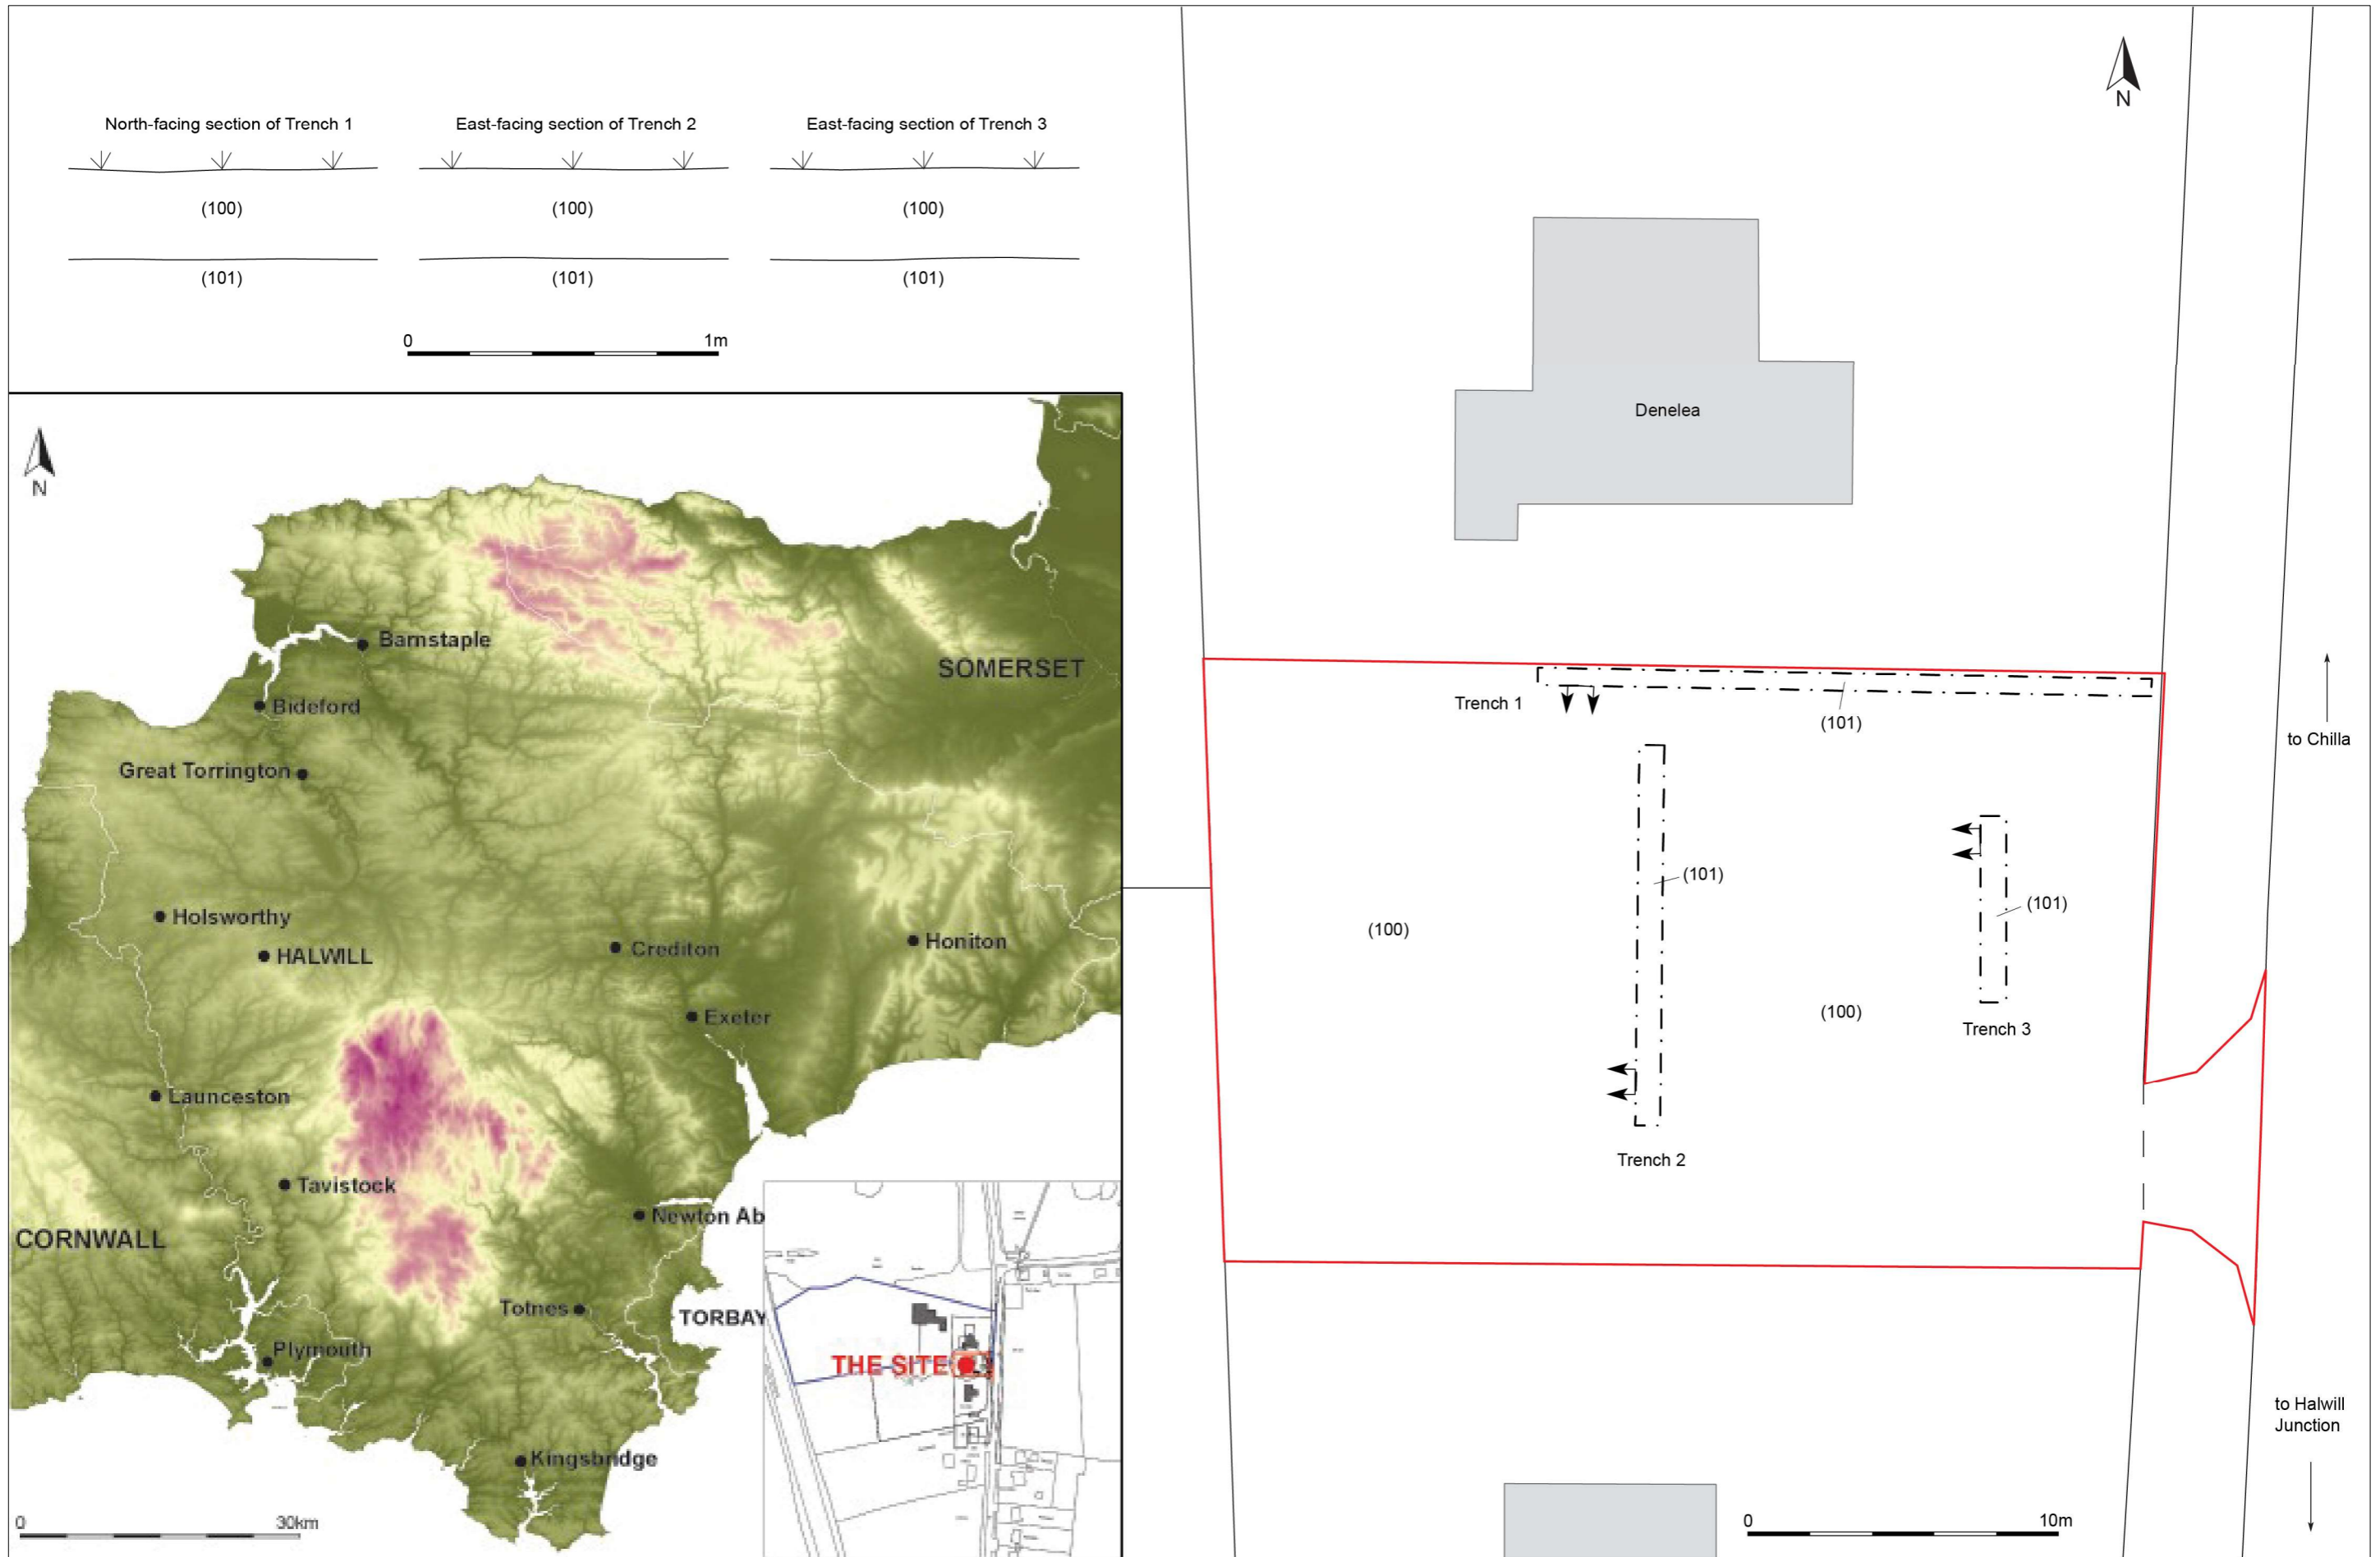 North-facing section of Trench 1
East-facing section of Trench 2
East-facing section of Trench 3
(100)
(100)
(100)
(101)
(101)
(101)
0
1m
N
Barnstaple
SOMERSET
Bideford
Great Torrington
Holsworthy
HALWILL
Crediton
Honiton
Exeter
Launceston
Tavistock
Newton Ab
CORNWALL
Totnes
TORBAY
Plymouth
THE SITE
Kingsbridge
0
30km
N
Denelea
Trench 1
(101)
to Chilla
(101)
(101)
(100)
(100)
Trench 3
Trench 2
to Halwill
Junction
0
10m